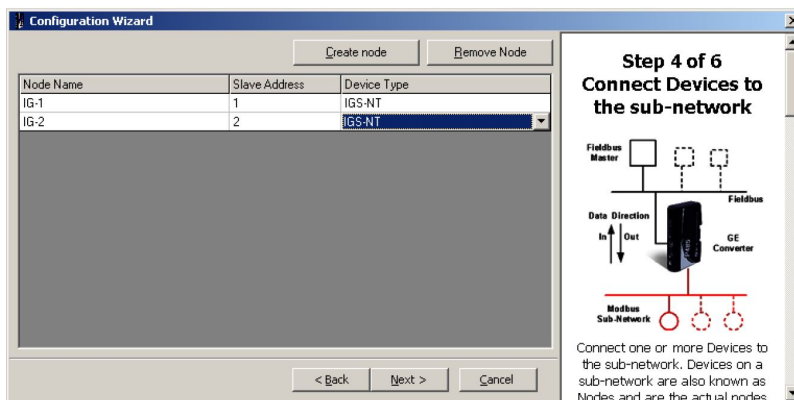 Configuration Wizard
Create node
Remove Node
Node Name Slave Address Device Type
IG-1 1 IGS-NT
IG-2 2 IGS-NT
< Back
Next >
Cancel
Step 4 of 6
Connect Devices to
the sub-network
Fieldbus
Master
Fieldbus
Data Direction
In Out
GE
Converter
Modbus
Sub-Network
Connect one or more Devices to
the sub-network. Devices on a
sub-network are also known as
Nodes and are the actual nodes